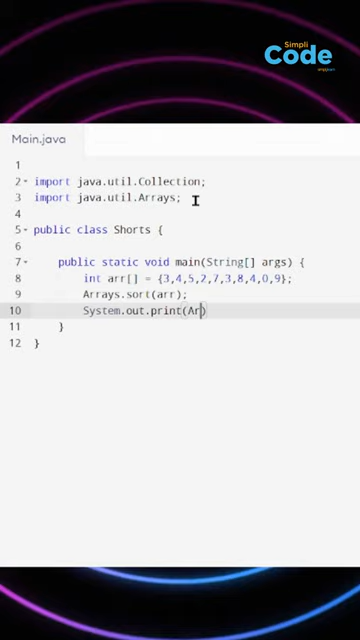 Simpli
Code
Main.java
1
2 import java.util.Collection;
3 import java.util.Arrays;
4
5 public class Shorts {
6
7 public static void main(String[] args) {
8 int arr[] = {3,4,5,2,7,3,8,4,0,9};
9 Arrays.sort(arr);
10 System.out.print(Ar)
11 }
12 }